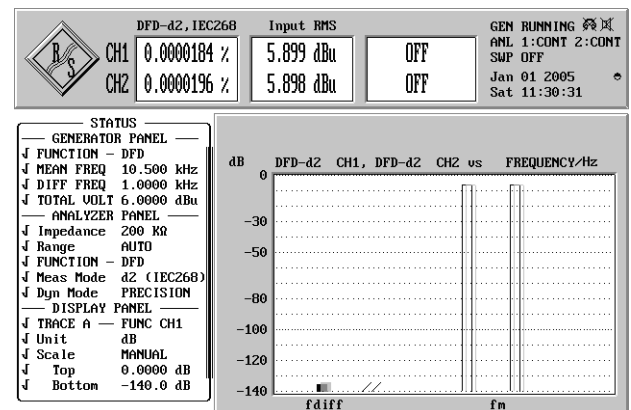 DFD-d2,IEC268 Input RMS GEN RUNNING
R S CH1 0.0000184 % 5.899 dBu OFF ANL 1:CONT 2:CONT
SWP OFF
CH2 0.0000196 % 5.898 dBu OFF Jan 01 2005
Sat 11:30:31
STATUS
GENERATOR PANEL
√ FUNCTION - DFD
√ MEAN FREQ 10.500 kHz
√ DIFF FREQ 1.0000 kHz
√ TOTAL VOLT 6.0000 dBu
ANALYZER PANEL
√ Impedance 200 KΩ
√ Range AUTO
√ FUNCTION - DFD
√ Meas Mode d2 (IEC268)
√ Dyn Mode PRECISION
DISPLAY PANEL
√ TRACE A — FUNC CH1
√ Unit dB
√ Scale MANUAL
√ Top 0.0000 dB
√ Bottom -140.0 dB
dB DFD-d2 CH1, DFD-d2 CH2 vs FREQUENCY/Hz
0
-30
-50
-80
-100
-120
-140
fdiff fm